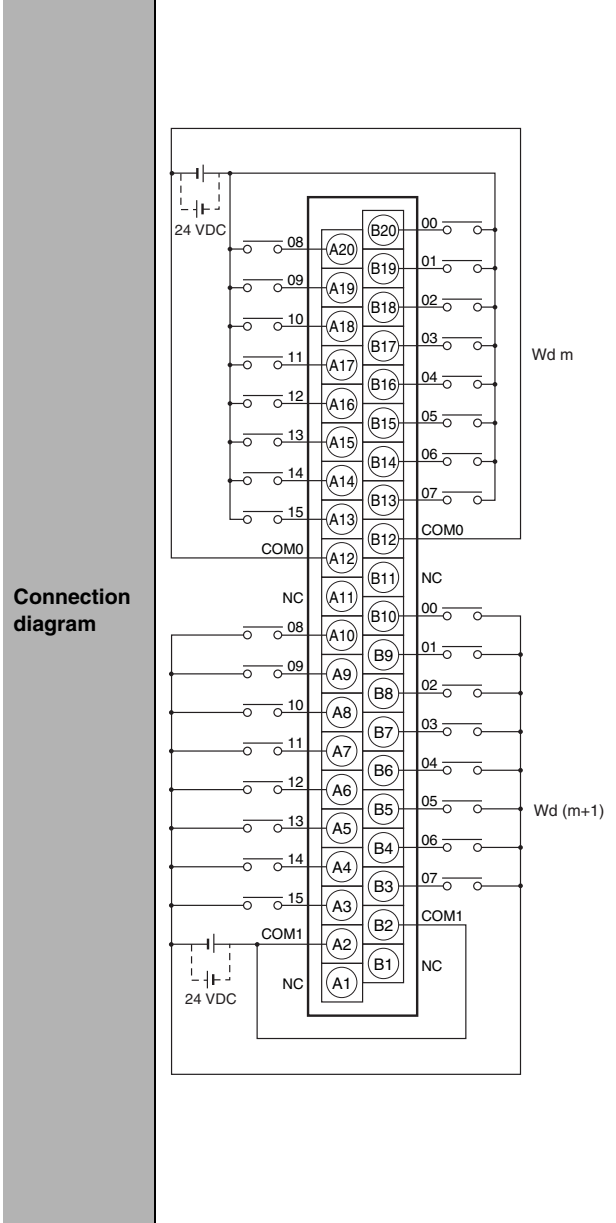 Connection
diagram
24 VDC
08 A20 B20 00
09 A19 B19 01
10 A18 B18 02
11 A17 B17 03
Wd m
12 A16 B16 04
13 A15 B15 05
14 A14 B14 06
15 A13 B13 07
COM0 A12 B12 COM0
NC A11 B11 NC
08 A10 B10 00
09 A9 B9 01
10 A8 B8 02
11 A7 B7 03
12 A6 B6 04
13 A5 B5 05
Wd (m+1)
14 A4 B4 06
15 A3 B3 07
COM1 A2 B2 COM1
NC A1 B1 NC
24 VDC